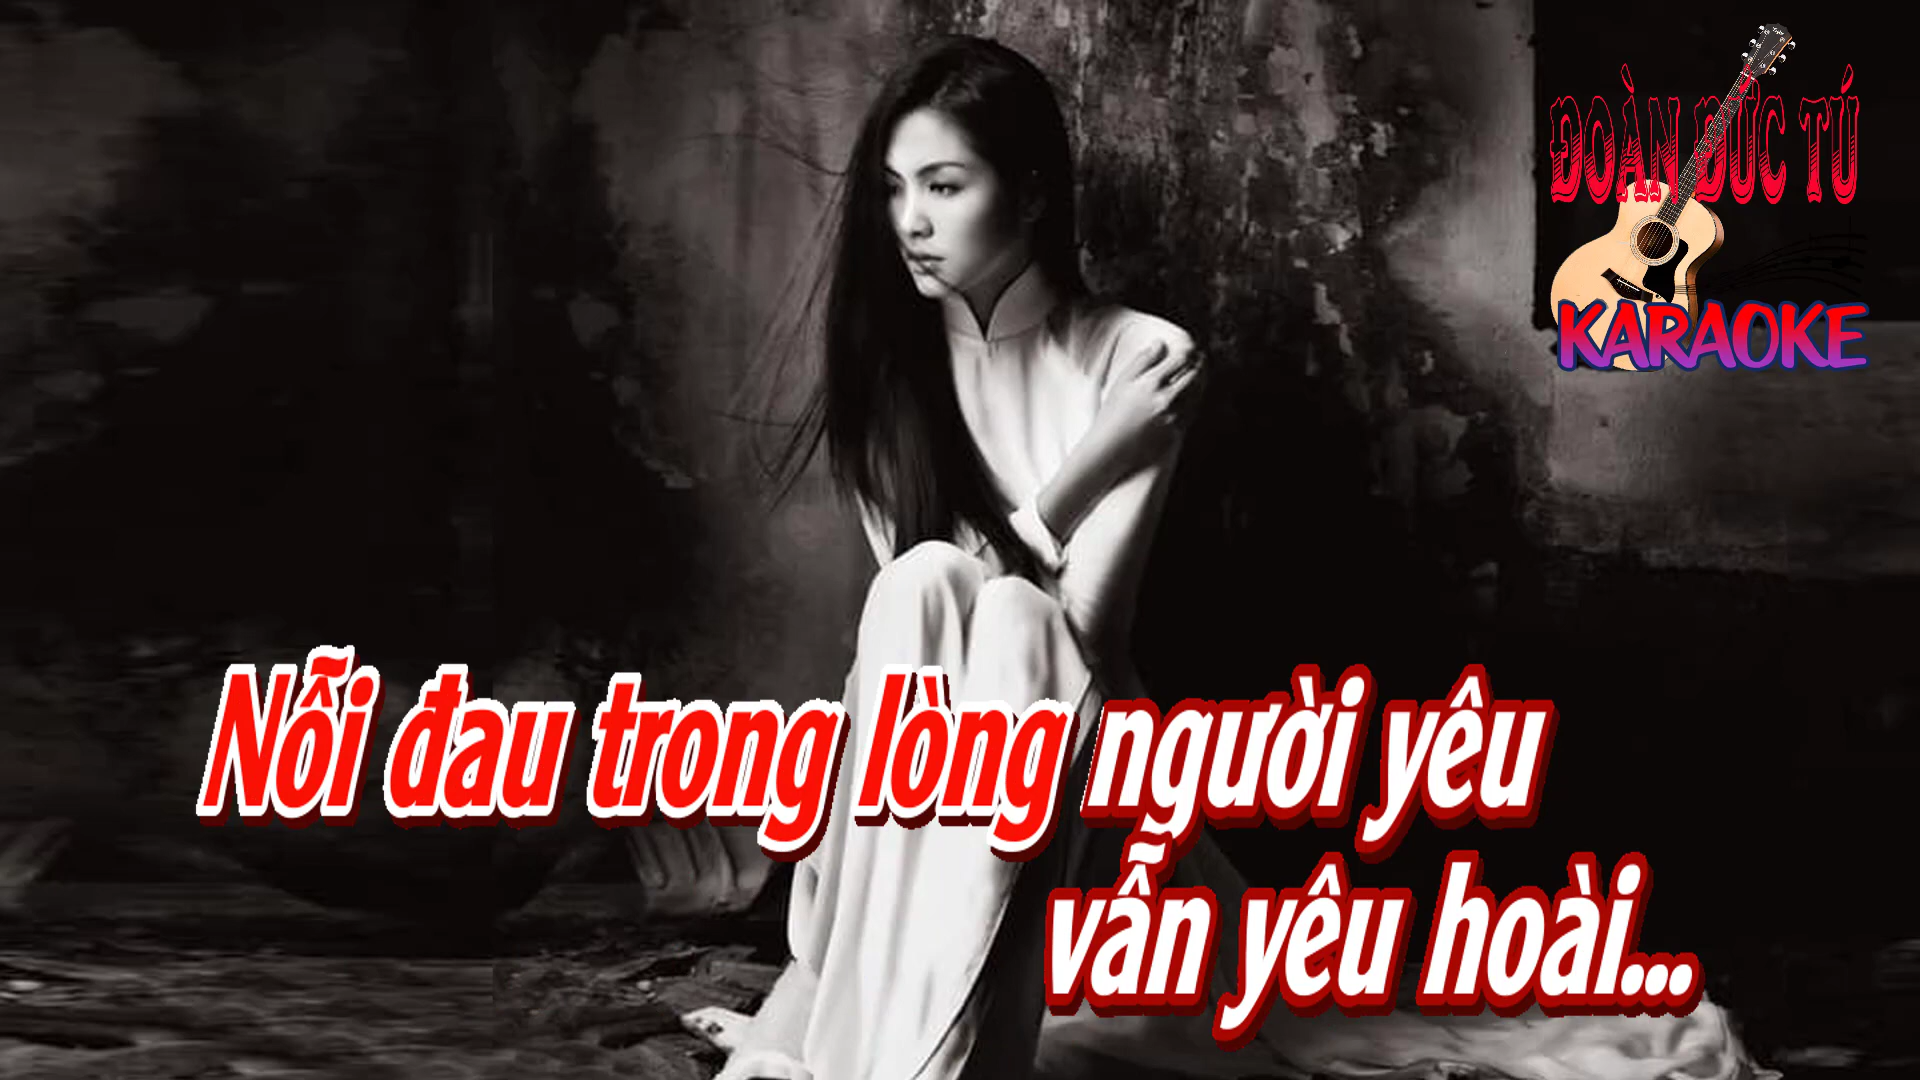 ĐOÀN ĐỨC TÚ
KARAOKE
Nỗi đau trong lòng người yêu
vẫn yêu hoài...